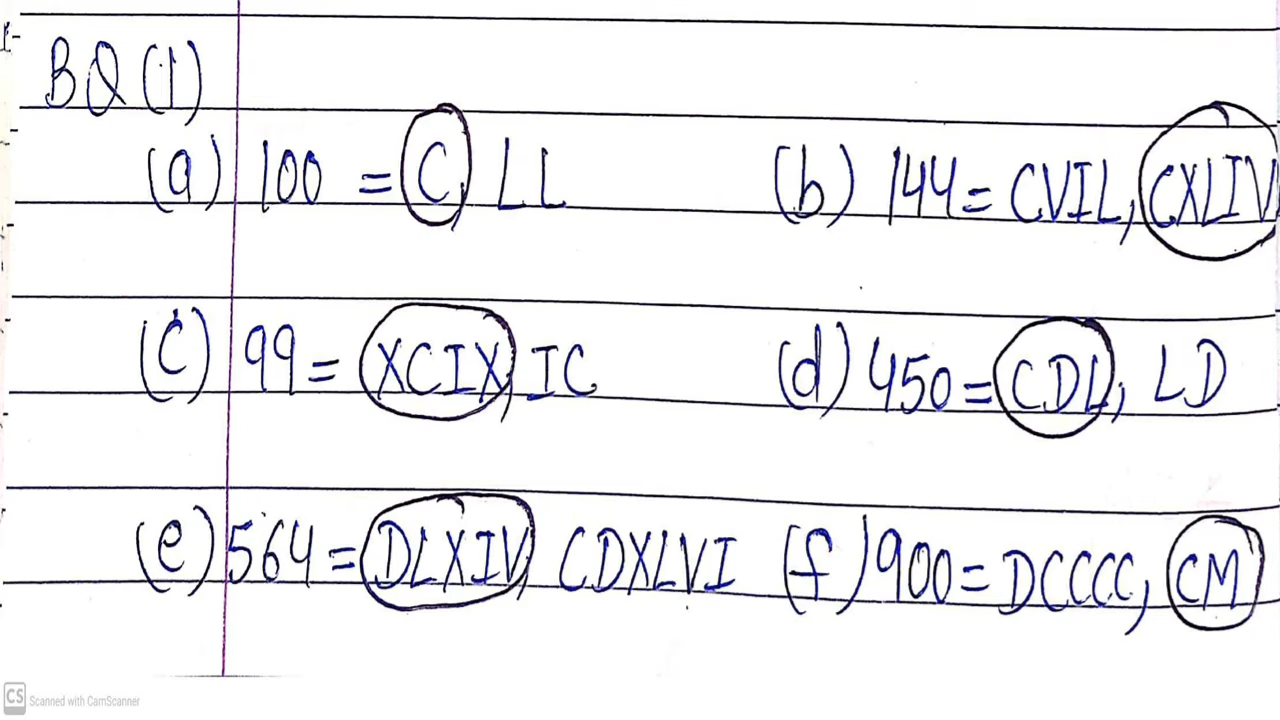 BQ (1)
(a) 100 = C, LL (b) 144 = CVIL, CXLIV
(C) 99 = XCIX, IC (d) 450 = CDL, LD
(e) 564 = DLXIV, CDXLVI (f) 900 = DCCCC, CM
CS Scanned with CamScanner